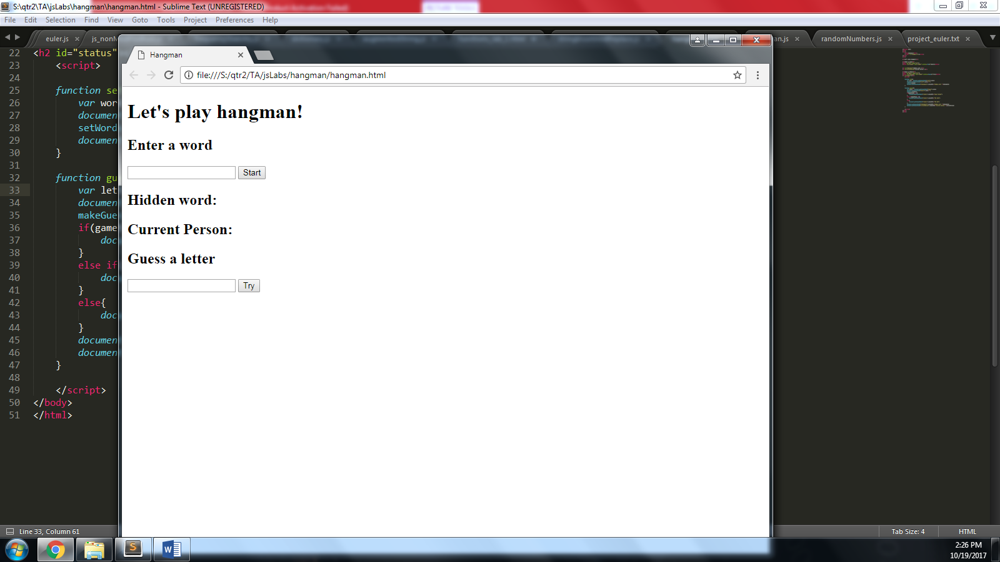 S:\qtr2\TA\jsLabs\hangman\hangman.html - Sublime Text (UNREGISTERED)
File Edit Selection Find View Goto Tools Project Preferences Help
euler.js × js_nonM an.js × randomNumbers.js × project_euler.txt ×
Hangman ×
file:///S:/qtr2/TA/jsLabs/hangman/hangman.html
22 <h2 id="status"
23 <script>
24
25 function se
26 var wor
27 documen
28 setWord
29 documen
30 }
31
32 function gu
33 var let
34 documen
35 makeGue
36 if(game
37 doc
38 }
39 else if
40 doc
41 }
42 else{
43 doc
44 }
45 documen
46 documen
47 }
48
49 </script>
50 </body>
51 </html>
Let's play hangman!
Enter a word
Start
Hidden word:
Current Person:
Guess a letter
Try
Line 33, Column 61 Tab Size: 4 HTML
2:26 PM
10/19/2017